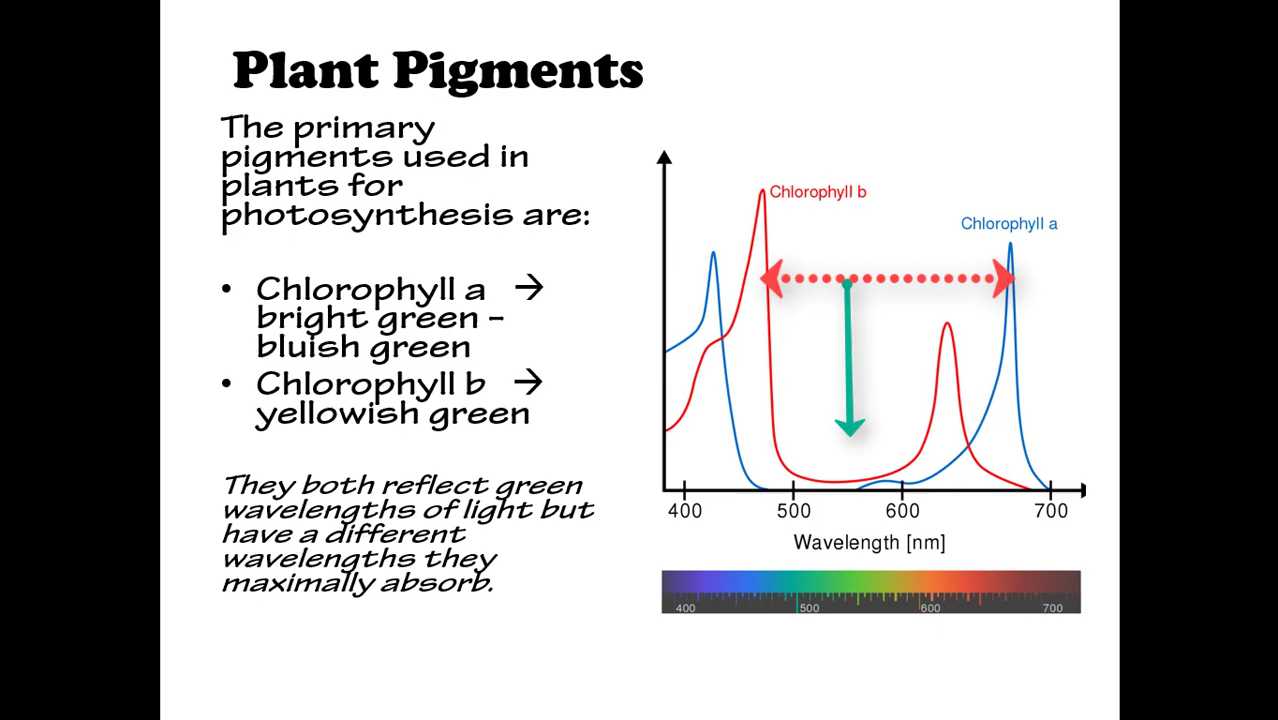 Plant Pigments
The primary
pigments used in
plants for
photosynthesis are:
• Chlorophyll a →
bright green –
bluish green
• Chlorophyll b →
yellowish green
They both reflect green
wavelengths of light but
have a different
wavelengths they
maximally absorb.
Chlorophyll b
Chlorophyll a
400 500 600 700
Wavelength [nm]
400 500 600 700